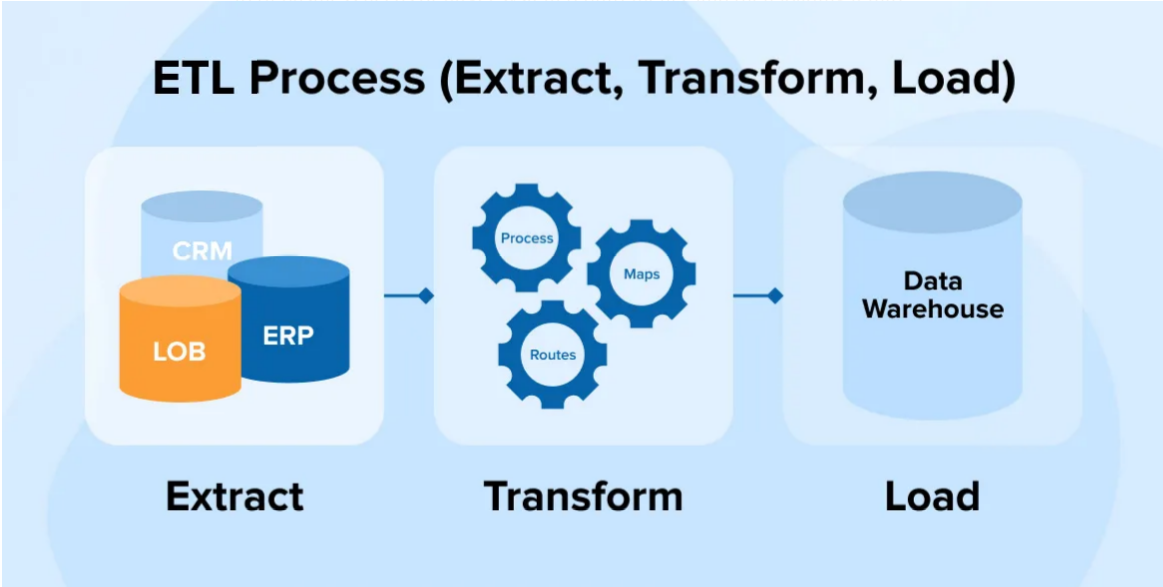 ETL Process (Extract, Transform, Load)
CRM
LOB
ERP
Process
Maps
Routes
Data
Warehouse
Extract
Transform
Load